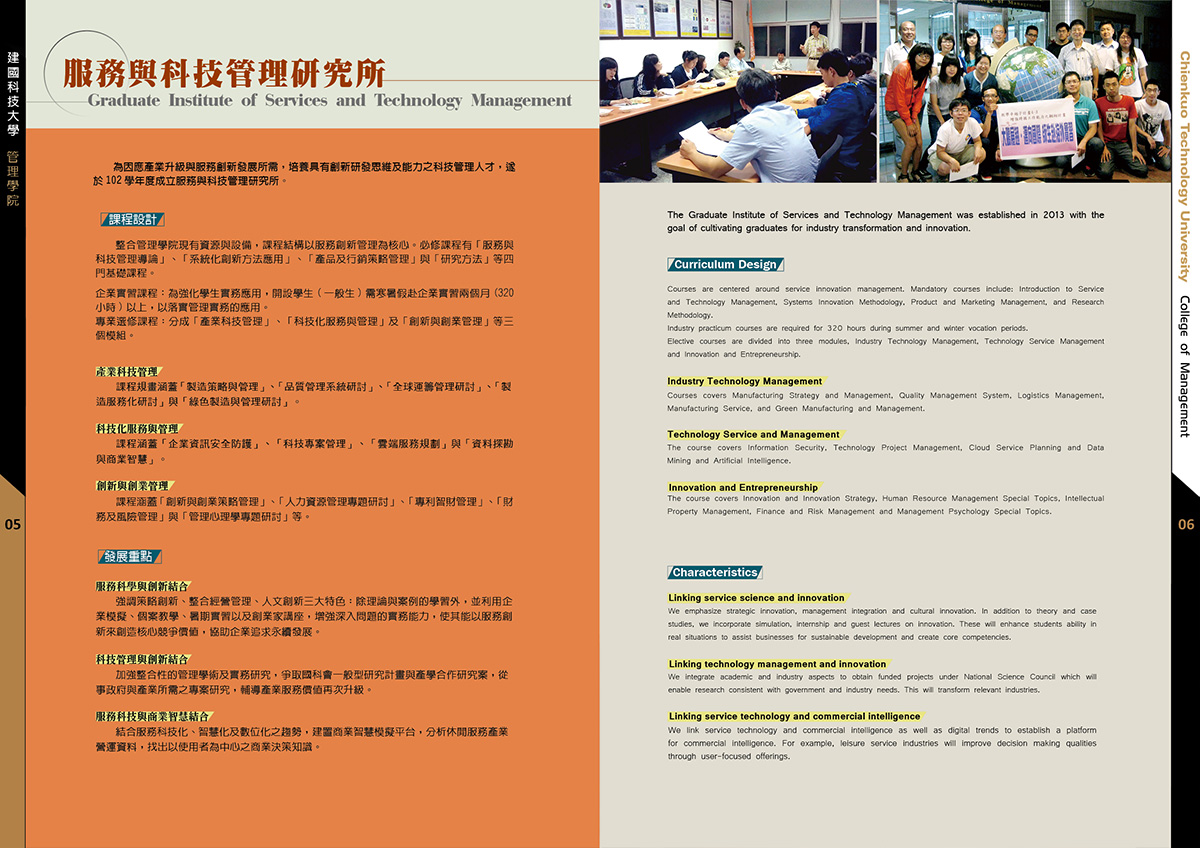 建國科技大學 管理學院
05
服務與科技管理研究所
Graduate Institute of Services and Technology Management
為因應產業升級與服務創新發展所需，培養具有創新研發思維及能力之科技管理人才，遂
於 102 學年度成立服務與科技管理研究所。
課程設計
整合管理學院現有資源與設備，課程結構以服務創新管理為核心。必修課程有「服務與
科技管理導論」、「系統化創新方法應用」、「產品及行銷策略管理」與「研究方法」等四
門基礎課程。
企業實習課程：為強化學生實務應用，開設學生（一般生）需寒暑假赴企業實習兩個月 (320
小時) 以上，以落實管理實務的應用。
專業選修課程：分成「產業科技管理」、「科技化服務與管理」及「創新與創業管理」等三
個模組。
產業科技管理
課程規畫涵蓋「製造策略與管理」、「品質管理系統研討」、「全球運籌管理研討」、「製
造服務化研討」與「綠色製造與管理研討」。
科技化服務與管理
課程涵蓋「企業資訊安全防護」、「科技專案管理」、「雲端服務規劃」與「資料探勘
與商業智慧」。
創新與創業管理
課程涵蓋「創新與創業策略管理」、「人力資源管理專題研討」、「專利智財管理」、「財
務及風險管理」與「管理心理學專題研討」等。
發展重點
服務科學與創新結合
強調策略創新、整合經營管理、人文創新三大特色；除理論與案例的學習外，並利用企
業模擬、個案教學、暑期實習以及創業家講座，增強深入問題的實務能力，使其能以服務創
新來創造核心競爭價值，協助企業追求永續發展。
科技管理與創新結合
加強整合性的管理學術及實務研究，爭取國科會一般型研究計畫與產學合作研究案，從
事政府與產業所需之專案研究，輔導產業服務價值再次升級。
服務科技與商業智慧結合
結合服務科技化、智慧化及數位化之趨勢，建置商業智慧模擬平台，分析休閒服務產業
營運資料，找出以使用者為中心之商業決策知識。
The Graduate Institute of Services and Technology Management was established in 2013 with the
goal of cultivating graduates for industry transformation and innovation.
Curriculum Design
Courses are centered around service innovation management. Mandatory courses include: Introduction to Service
and Technology Management, Systems Innovation Methodology, Product and Marketing Management, and Research
Methodology.
Industry practicum courses are required for 320 hours during summer and winter vocation periods.
Elective courses are divided into three modules, Industry Technology Management, Technology Service Management
and Innovation and Entrepreneurship.
Industry Technology Management
Courses covers Manufacturing Strategy and Management, Quality Management System, Logistics Management,
Manufacturing Service, and Green Manufacturing and Management.
Technology Service and Management
The course covers Information Security, Technology Project Management, Cloud Service Planning and Data
Mining and Artificial Intelligence.
Innovation and Entrepreneurship
The course covers Innovation and Innovation Strategy, Human Resource Management Special Topics, Intellectual
Property Management, Finance and Risk Management and Management Psychology Special Topics.
Characteristics
Linking service science and innovation
We emphasize strategic innovation, management integration and cultural innovation. In addition to theory and case
studies, we incorporate simulation, internship and guest lectures on innovation. These will enhance students ability in
real situations to assist businesses for sustainable development and create core competencies.
Linking technology management and innovation
We integrate academic and industry aspects to obtain funded projects under National Science Council which will
enable research consistent with government and industry needs. This will transform relevant industries.
Linking service technology and commercial intelligence
We link service technology and commercial intelligence as well as digital trends to establish a platform
for commercial intelligence. For example, leisure service industries will improve decision making qualities
through user-focused offerings.
Chienkuo Technology University College of Management
06